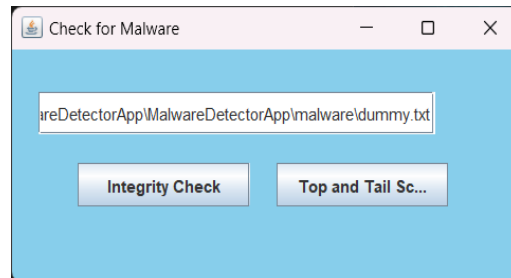 Check for Malware
areDetectorApp\MalwareDetectorApp\malware\dummy.txt
Integrity Check
Top and Tail Sc...